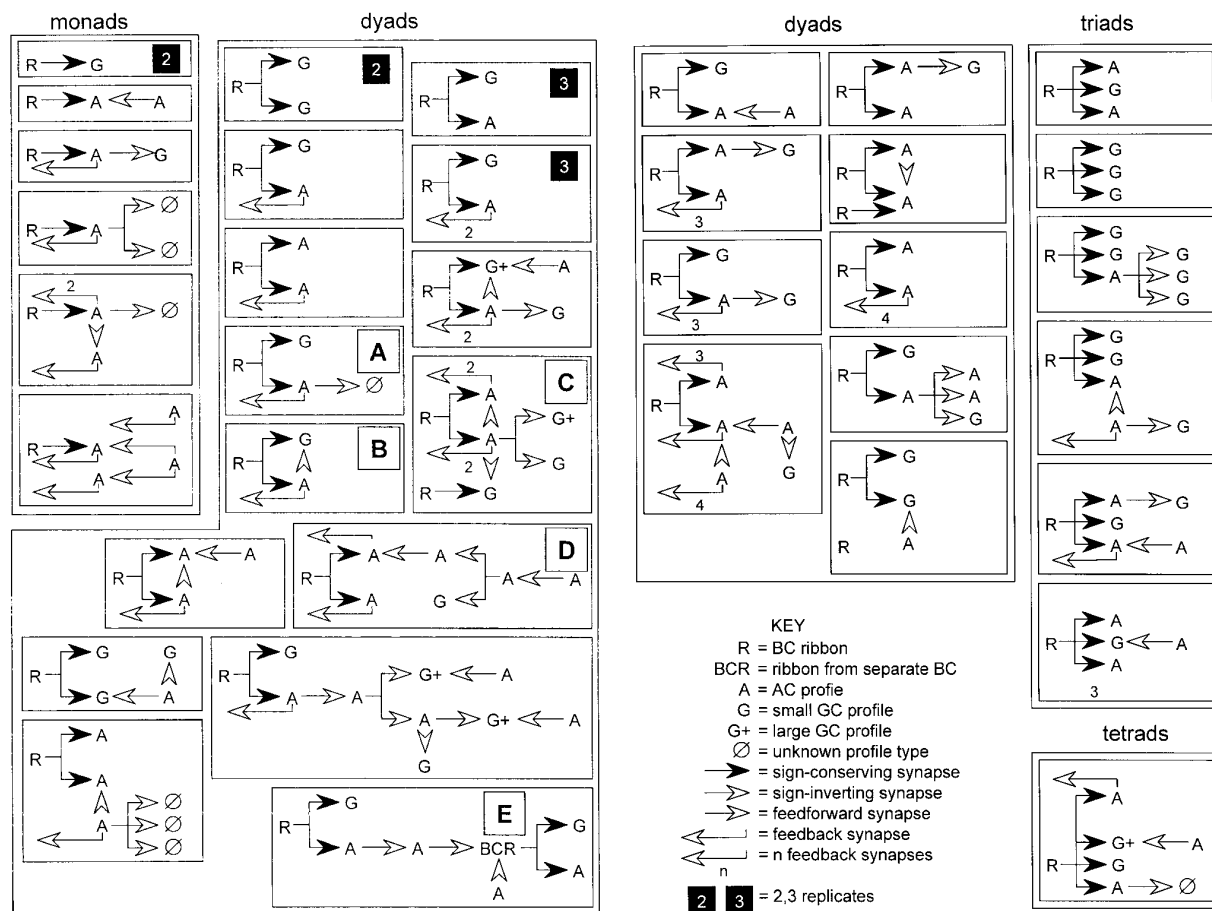 monads
R G 2
R A A
R A G
R A Ø
Ø
2
R A Ø
A
A
R A
A
A
dyads
G
R 2
G
G
R 3
A
G
R
A
G
R 3
A
2
A
R
A
G+ A
R
A G
2
G
R A
A Ø
2 C
A
R G+
A
2 G
R G
G
R B
A
A A
R
A
D
A A
R A A
A G
G G
R
G A
G
R G+ A
A A
A G+ A
G
A
R
A
Ø
A Ø
Ø
G E G
R
A A BCR A
A
dyads
G
R
A A
A G
R
A
A G
R
A
3
A
R
A
R
G
R
A G
3
A
R
A
4
3
A
R
A A
A G
4
G
R A
A A
G
G
R
G
R A
triads
A
R G
A
G
R G
G
G
R G G
A G
G
G
R G
A
A G
A G
R G
A A
A
R G A
A
3
tetrads
A
G+ A
R G
A Ø
KEY
R = BC ribbon
BCR = ribbon from separate BC
A = AC profie
G = small GC profile
G+ = large GC profile
Ø = unknown profile type
= sign-conserving synapse
= sign-inverting synapse
= feedforward synapse
= feedback synapse
= n feedback synapses
n
2 3 = 2,3 replicates